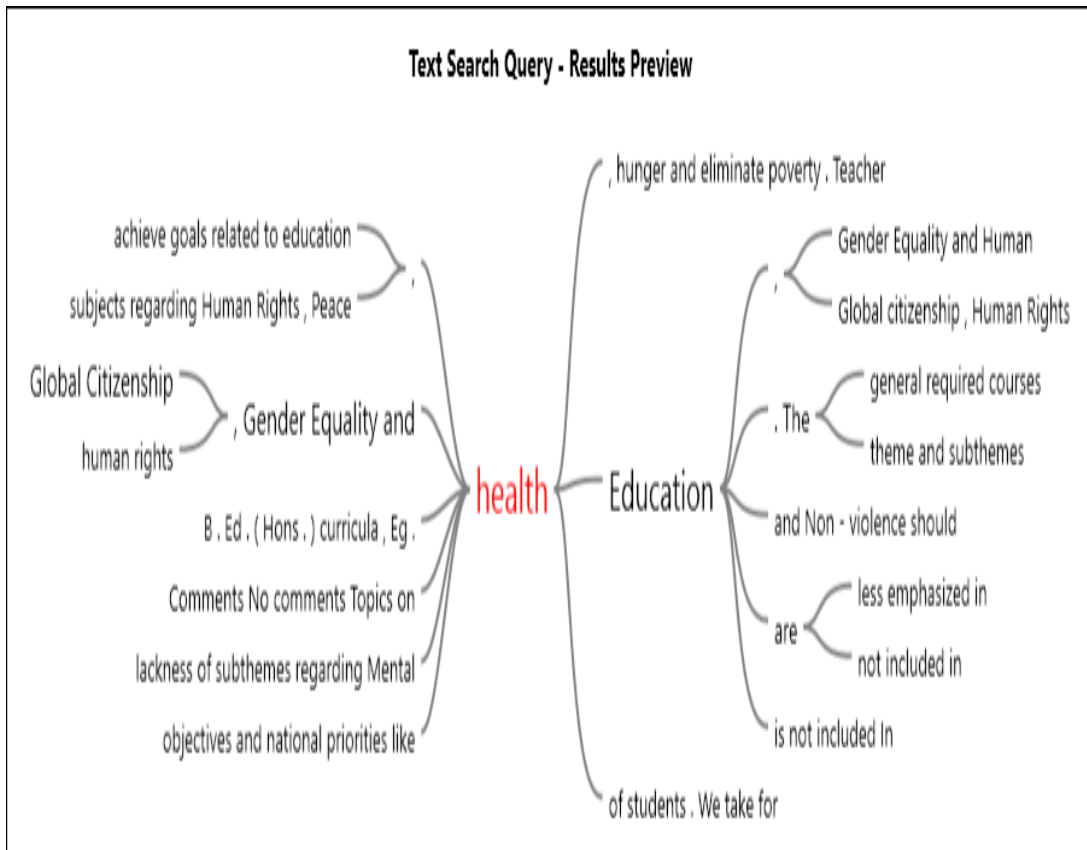 Text Search Query - Results Preview
achieve goals related to education
subjects regarding Human Rights , Peace
,
Global Citizenship
human rights
, Gender Equality and
B . Ed . ( Hons . ) curricula , Eg .
Comments No comments Topics on
lackness of subthemes regarding Mental
objectives and national priorities like
health
, hunger and eliminate poverty . Teacher
Education
,
Gender Equality and Human
Global citizenship , Human Rights
. The
general required courses
theme and subthemes
and Non - violence should
are
less emphasized in
not included in
is not included In
of students . We take for